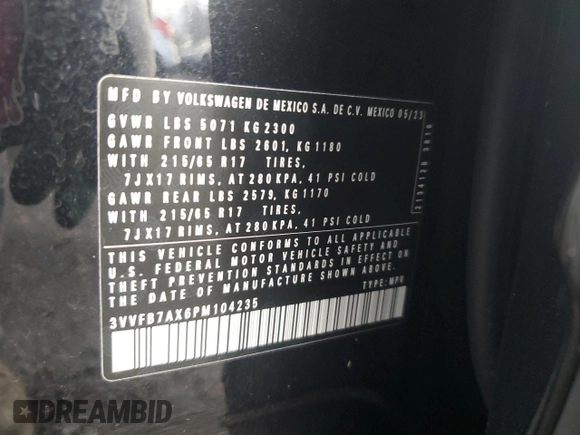 MFD BY VOLKSWAGEN DE MEXICO S.A. DE C.V. MEXICO 05/23
GVWR LBS 5071 KG 2300
GAWR FRONT LBS 2601, KG 1180
WITH 215/65 R17 TIRES,
7JX17 RIMS, AT 280 KPA, 41 PSI COLD
GAWR REAR LBS 2579, KG 1170
WITH 215/65 R17 TIRES,
7JX17 RIMS, AT 280 KPA, 41 PSI COLD
THIS VEHICLE CONFORMS TO ALL APPLICABLE
U.S. FEDERAL MOTOR VEHICLE SAFETY AND
THEFT PREVENTION STANDARDS IN EFFECT ON
THE DATE OF MANUFACTURE SHOWN ABOVE.
3VVFB7AX6PM104235 TYPE: MPV
DREAMBID